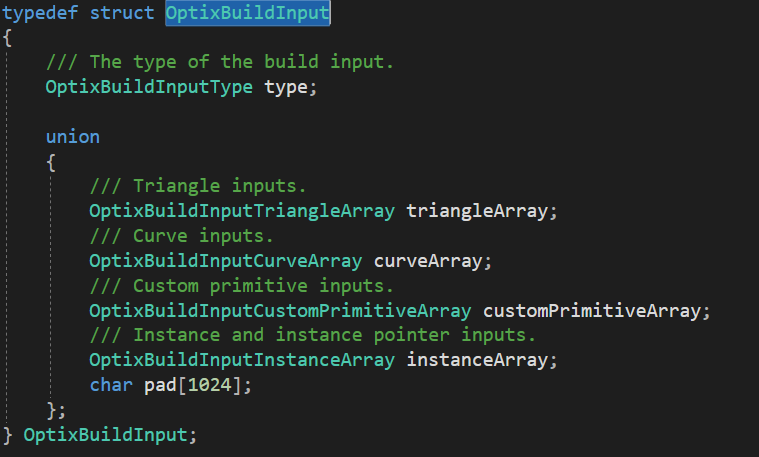 typedef struct OptixBuildInput
{
    /// The type of the build input.
    OptixBuildInputType type;

    union
    {
        /// Triangle inputs.
        OptixBuildInputTriangleArray triangleArray;
        /// Curve inputs.
        OptixBuildInputCurveArray curveArray;
        /// Custom primitive inputs.
        OptixBuildInputCustomPrimitiveArray customPrimitiveArray;
        /// Instance and instance pointer inputs.
        OptixBuildInputInstanceArray instanceArray;
        char pad[1024];
    };
} OptixBuildInput;